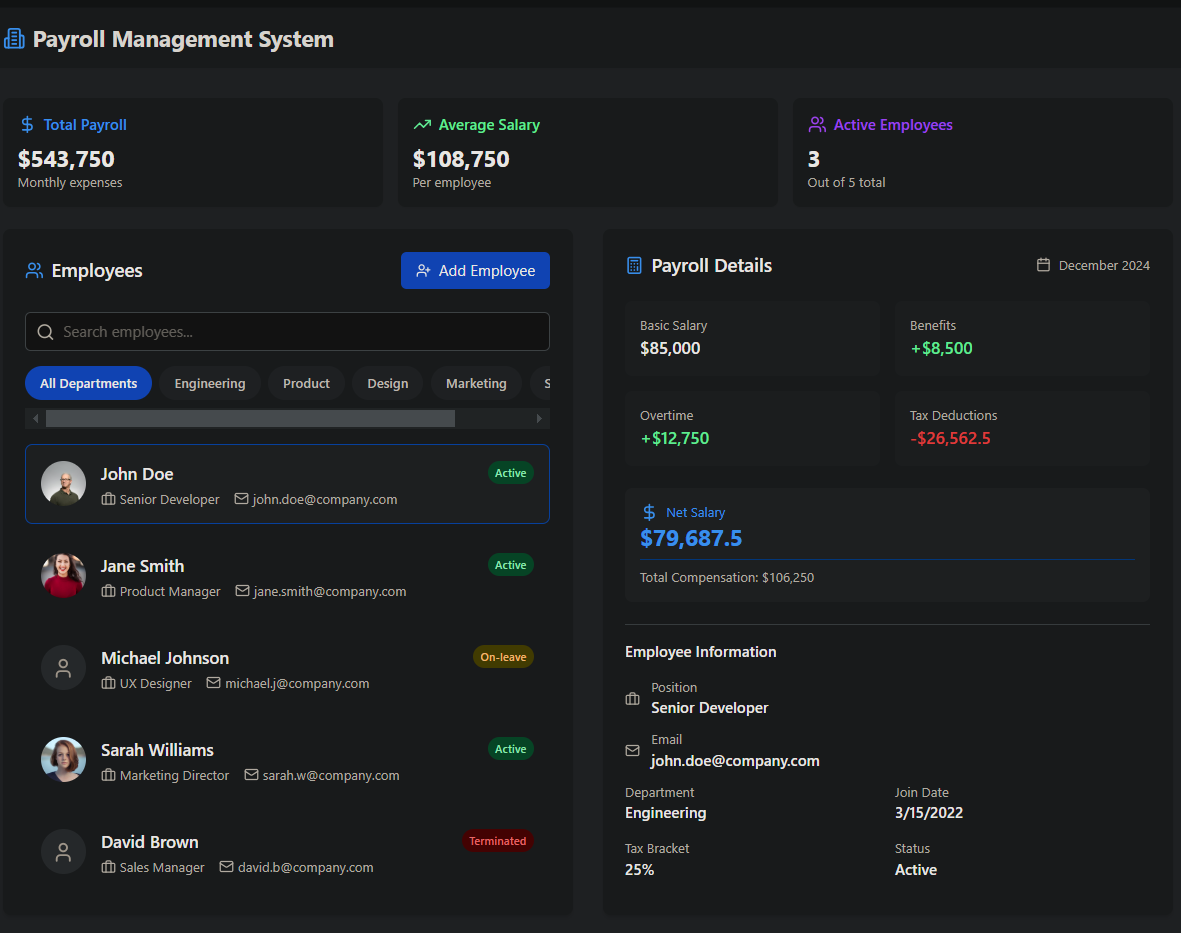 Payroll Management System
Total Payroll
$543,750
Monthly expenses
Average Salary
$108,750
Per employee
Active Employees
3
Out of 5 total
Employees
Add Employee
Search employees...
All Departments Engineering Product Design Marketing S
John Doe
Active
Senior Developer john.doe@company.com
Jane Smith
Active
Product Manager jane.smith@company.com
Michael Johnson
On-leave
UX Designer michael.j@company.com
Sarah Williams
Active
Marketing Director sarah.w@company.com
David Brown
Terminated
Sales Manager david.b@company.com
Payroll Details
December 2024
Basic Salary
$85,000
Benefits
+$8,500
Overtime
+$12,750
Tax Deductions
-$26,562.5
$ Net Salary
$79,687.5
Total Compensation: $106,250
Employee Information
Position
Senior Developer
Email
john.doe@company.com
Department
Engineering
Join Date
3/15/2022
Tax Bracket
25%
Status
Active